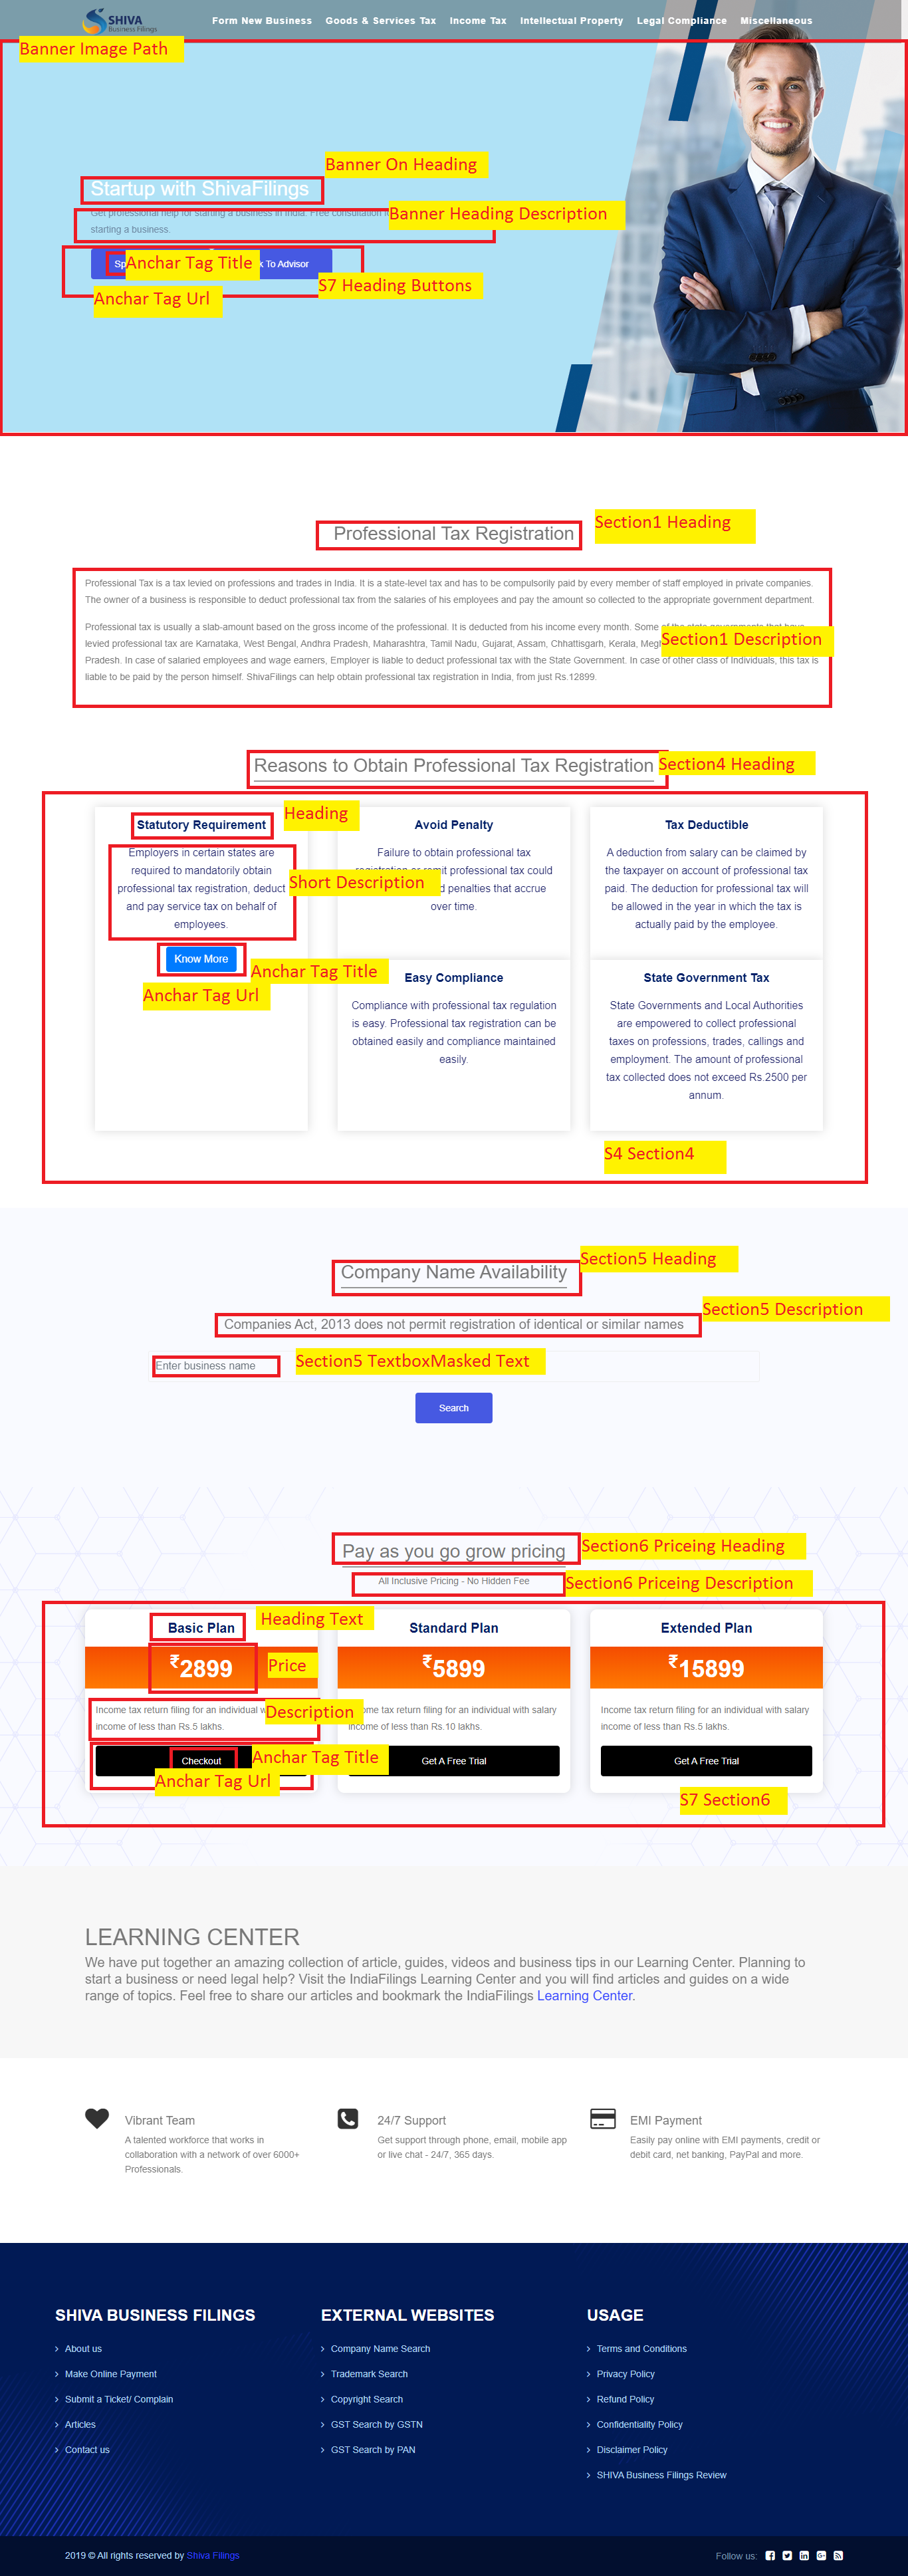 SHIVA
Business Filings
Form New Business Goods & Services Tax Income Tax Intellectual Property Legal Compliance Miscellaneous
Banner Image Path
Banner On Heading
Startup with ShivaFilings
Banner Heading Description
Get professional help for starting a business in India. Free consultation
starting a business.
Anchar Tag Title
To Advisor
S7 Heading Buttons
Anchar Tag Url
Section1 Heading
Professional Tax Registration
Professional Tax is a tax levied on professions and trades in India. It is a state-level tax and has to be compulsorily paid by every member of staff employed in private companies.
The owner of a business is responsible to deduct professional tax from the salaries of his employees and pay the amount so collected to the appropriate government department.
Professional tax is usually a slab-amount based on the gross income of the professional. It is deducted from his income every month. Some of the state governments that have
levied professional tax are Karnataka, West Bengal, Andhra Pradesh, Maharashtra, Tamil Nadu, Gujarat, Assam, Chhattisgarh, Kerala,
Section1 Description
Pradesh. In case of salaried employees and wage earners, Employer is liable to deduct professional tax with the State Government. In case of other class of Individuals, this tax is
liable to be paid by the person himself. ShivaFilings can help obtain professional tax registration in India, from just Rs.12899.
Reasons to Obtain Professional Tax Registration
Section4 Heading
Heading
Statutory Requirement
Employers in certain states are
required to mandatorily obtain
professional tax registration, deduct
and pay service tax on behalf of
employees.
Short Description
Know More
Anchar Tag Title
Anchar Tag Url
Avoid Penalty
Failure to obtain professional tax
registration or remit professional tax could
penalties that accrue
over time.
Tax Deductible
A deduction from salary can be claimed by
the taxpayer on account of professional tax
paid. The deduction for professional tax will
be allowed in the year in which the tax is
actually paid by the employee.
Easy Compliance
Compliance with professional tax regulation
is easy. Professional tax registration can be
obtained easily and compliance maintained
easily.
State Government Tax
State Governments and Local Authorities
are empowered to collect professional
taxes on professions, trades, callings and
employment. The amount of professional
tax collected does not exceed Rs.2500 per
annum.
S4 Section4
Section5 Heading
Company Name Availability
Section5 Description
Companies Act, 2013 does not permit registration of identical or similar names
Enter business name
Section5 TextboxMasked Text
Search
Pay as you go grow pricing
Section6 Priceing Heading
All Inclusive Pricing - No Hidden Fee
Section6 Priceing Description
Heading Text
Basic Plan
₹2899
Price
Income tax return filing for an individual
income of less than Rs.5 lakhs.
Description
Checkout
Anchar Tag Title
Anchar Tag Url
Standard Plan
₹5899
tax return filing for an individual with salary
income of less than Rs.10 lakhs.
Get A Free Trial
Extended Plan
₹15899
Income tax return filing for an individual with salary
income of less than Rs.5 lakhs.
Get A Free Trial
S7 Section6
LEARNING CENTER
We have put together an amazing collection of article, guides, videos and business tips in our Learning Center. Planning to
start a business or need legal help? Visit the IndiaFilings Learning Center and you will find articles and guides on a wide
range of topics. Feel free to share our articles and bookmark the IndiaFilings Learning Center.
Vibrant Team
A talented workforce that works in
collaboration with a network of over 6000+
Professionals.
24/7 Support
Get support through phone, email, mobile app
or live chat - 24/7, 365 days.
EMI Payment
Easily pay online with EMI payments, credit or
debit card, net banking, PayPal and more.
SHIVA BUSINESS FILINGS
About us
Make Online Payment
Submit a Ticket/ Complain
Articles
Contact us
EXTERNAL WEBSITES
Company Name Search
Trademark Search
Copyright Search
GST Search by GSTN
GST Search by PAN
USAGE
Terms and Conditions
Privacy Policy
Refund Policy
Confidentiality Policy
Disclaimer Policy
SHIVA Business Filings Review
2019 © All rights reserved by Shiva Filings
Follow us: